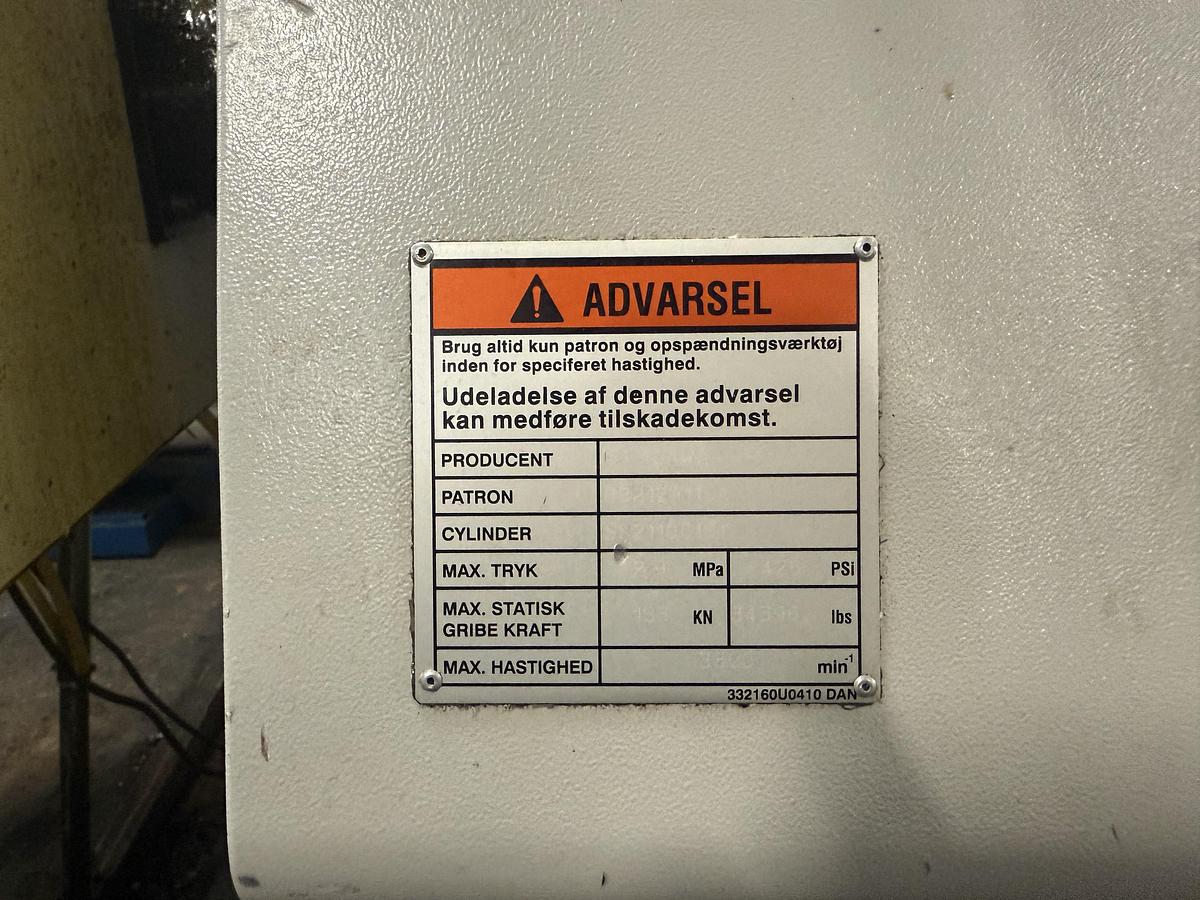 ADVARSEL
Brug altid kun patron og opspændningsværktøj
inden for speciferet hastighed.
Udeladelse af denne advarsel
kan medføre tilskadekomst.
PRODUCENT
PATRON
CYLINDER
MAX. TRYK MPa PSi
MAX. STATISK
GRIBE KRAFT KN lbs
MAX. HASTIGHED min⁻¹
332160U0410 DAN